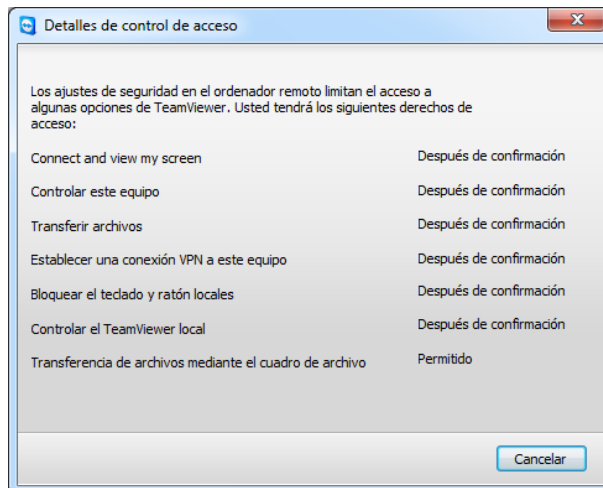 Detalles de control de acceso
Los ajustes de seguridad en el ordenador remoto limitan el acceso a
algunas opciones de TeamViewer. Usted tendrá los siguientes derechos de
acceso:
Connect and view my screen Después de confirmación
Controlar este equipo Después de confirmación
Transferir archivos Después de confirmación
Establecer una conexión VPN a este equipo Después de confirmación
Bloquear el teclado y ratón locales Después de confirmación
Controlar el TeamViewer local Después de confirmación
Transferencia de archivos mediante el cuadro de archivo Permitido
Cancelar